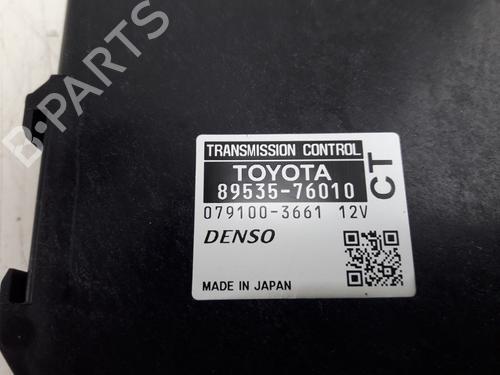 B-PARTS
TRANSMISSION CONTROL
TOYOTA
89535-76010
CT
079100-3661 12V
DENSO
MADE IN JAPAN